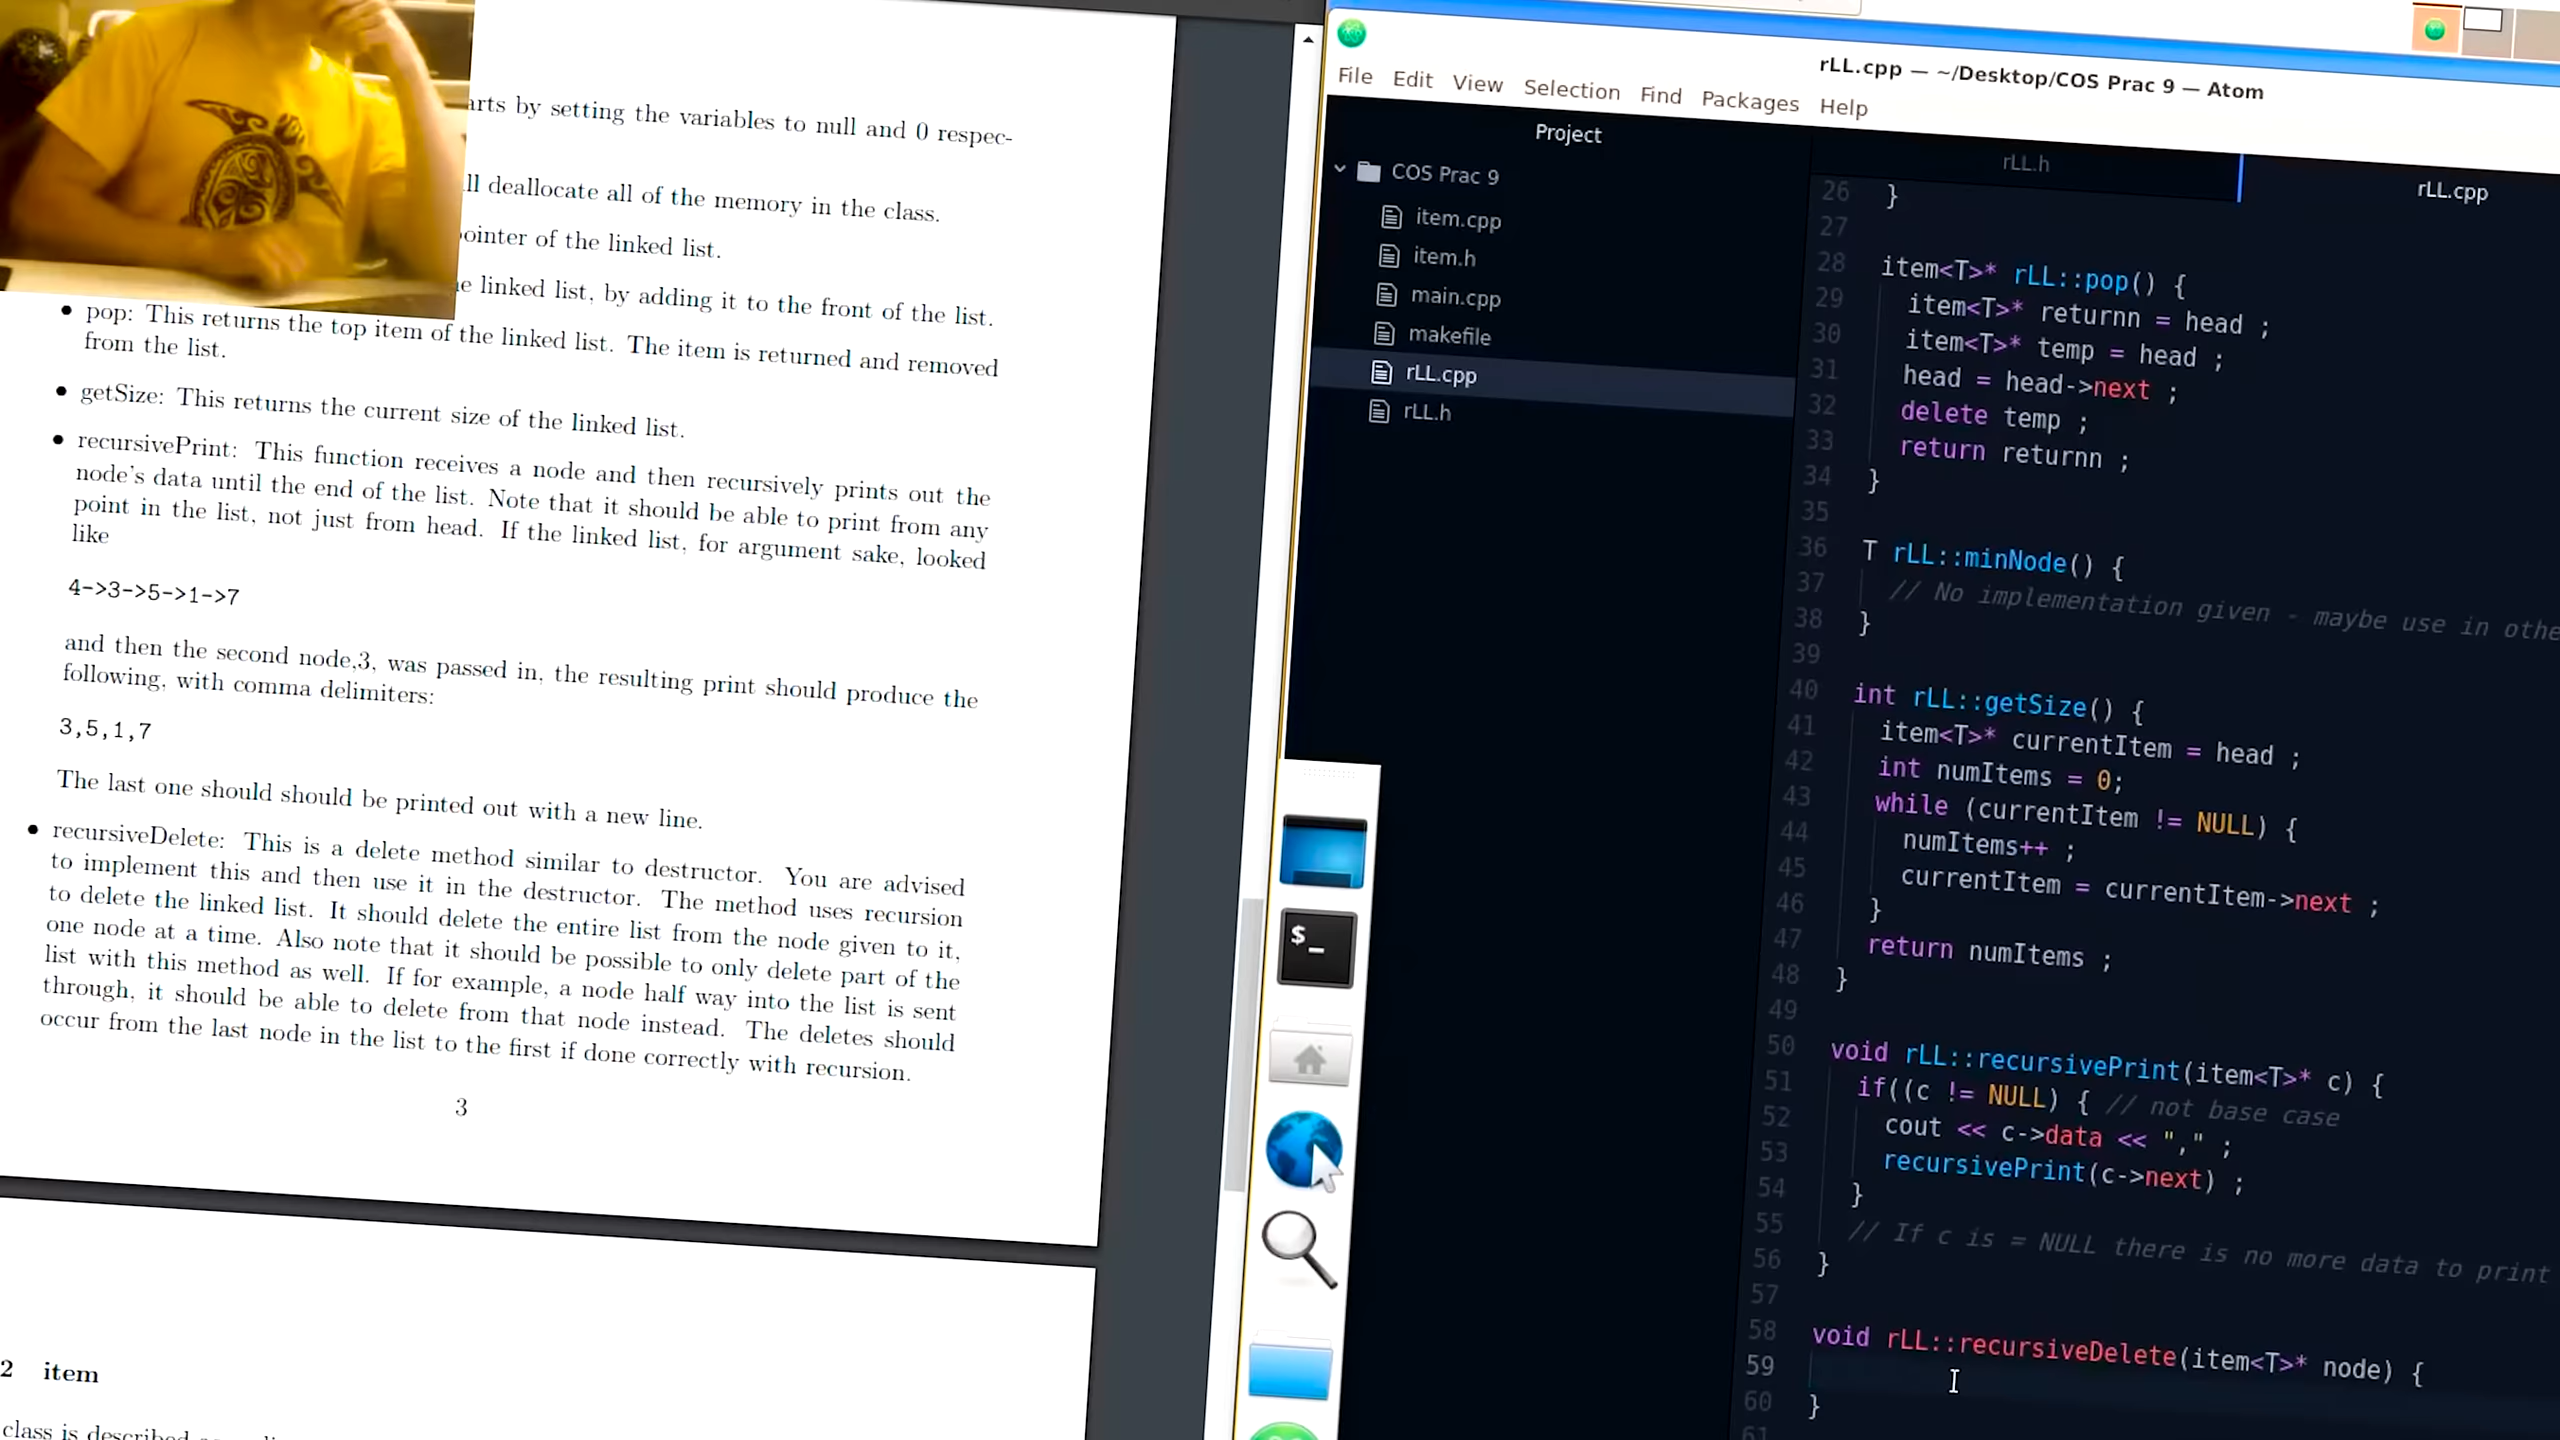 arts by setting the variables to null and 0 respec-
ll deallocate all of the memory in the class.
ointer of the linked list.
e linked list, by adding it to the front of the list.
• pop: This returns the top item of the linked list. The item is returned and removed
from the list.
• getSize: This returns the current size of the linked list.
• recursivePrint: This function receives a node and then recursively prints out the
node's data until the end of the list. Note that it should be able to print from any
point in the list, not just from head. If the linked list, for argument sake, looked
like
4->3->5->1->7
and then the second node,3, was passed in, the resulting print should produce the
following, with comma delimiters:
3,5,1,7
The last one should should be printed out with a new line.
• recursiveDelete: This is a delete method similar to destructor. You are advised
to implement this and then use it in the destructor. The method uses recursion
to delete the linked list. It should delete the entire list from the node given to it,
one node at a time. Also note that it should be possible to only delete part of the
list with this method as well. If for example, a node half way into the list is sent
through, it should be able to delete from that node instead. The deletes should
occur from the last node in the list to the first if done correctly with recursion.
3
2 item
class is described
rLL.cpp — ~/Desktop/COS Prac 9 — Atom
File Edit View Selection Find Packages Help
Project
COS Prac 9
item.cpp
item.h
main.cpp
makefile
rLL.cpp
rLL.h
$_
rLL.h
rLL.cpp
26 }
27
28 item<T>* rLL::pop() {
29 item<T>* returnn = head ;
30 item<T>* temp = head ;
31 head = head->next ;
32 delete temp ;
33 return returnn ;
34 }
35
36 T rLL::minNode() {
37 // No implementation given - maybe use in othe
38 }
39
40 int rLL::getSize() {
41 item<T>* currentItem = head ;
42 int numItems = 0;
43 while (currentItem != NULL) {
44 numItems++ ;
45 currentItem = currentItem->next ;
46 }
47 return numItems ;
48 }
49
50 void rLL::recursivePrint(item<T>* c) {
51 if((c != NULL) { // not base case
52 cout << c->data << "," ;
53 recursivePrint(c->next) ;
54 }
55 // If c is = NULL there is no more data to print
56 }
57
58 void rLL::recursiveDelete(item<T>* node) {
59
60 }
61